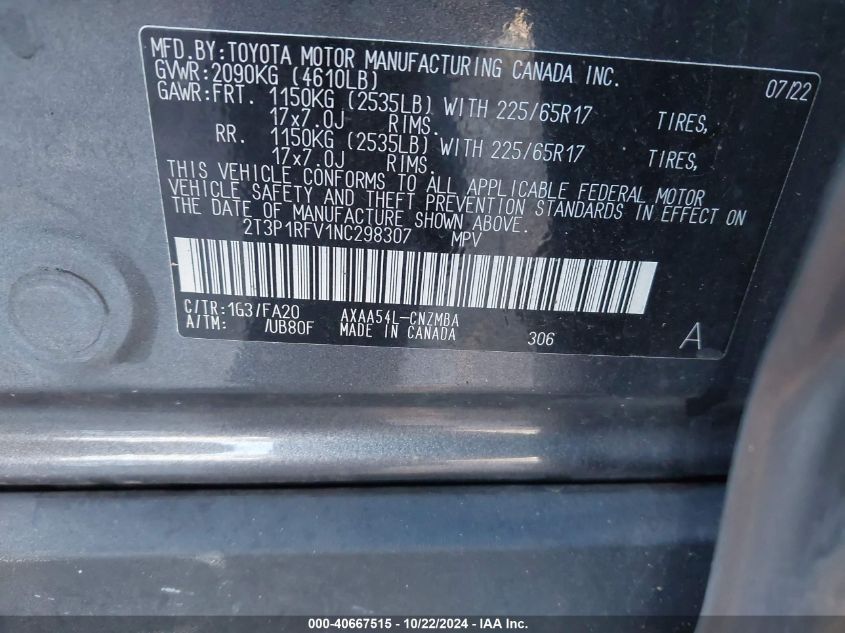 MFD.BY:TOYOTA MOTOR MANUFACTURING CANADA INC.
GVWR:2090KG (4610LB) 07/22
GAWR:FRT. 1150KG (2535LB) WITH 225/65R17 TIRES,
17x7.0J RIMS.
RR. 1150KG (2535LB) WITH 225/65R17 TIRES,
17x7.0J RIMS.
THIS VEHICLE CONFORMS TO ALL APPLICABLE FEDERAL MOTOR
VEHICLE SAFETY AND THEFT PREVENTION STANDARDS IN EFFECT ON
THE DATE OF MANUFACTURE SHOWN ABOVE.
2T3P1RFV1NC298307 MPV
C/TR:1G3/FA20 AXAA54L-CNZMBA
A/TM: /UB80F MADE IN CANADA 306 A
000-40667515 - 10/22/2024 - IAA Inc.